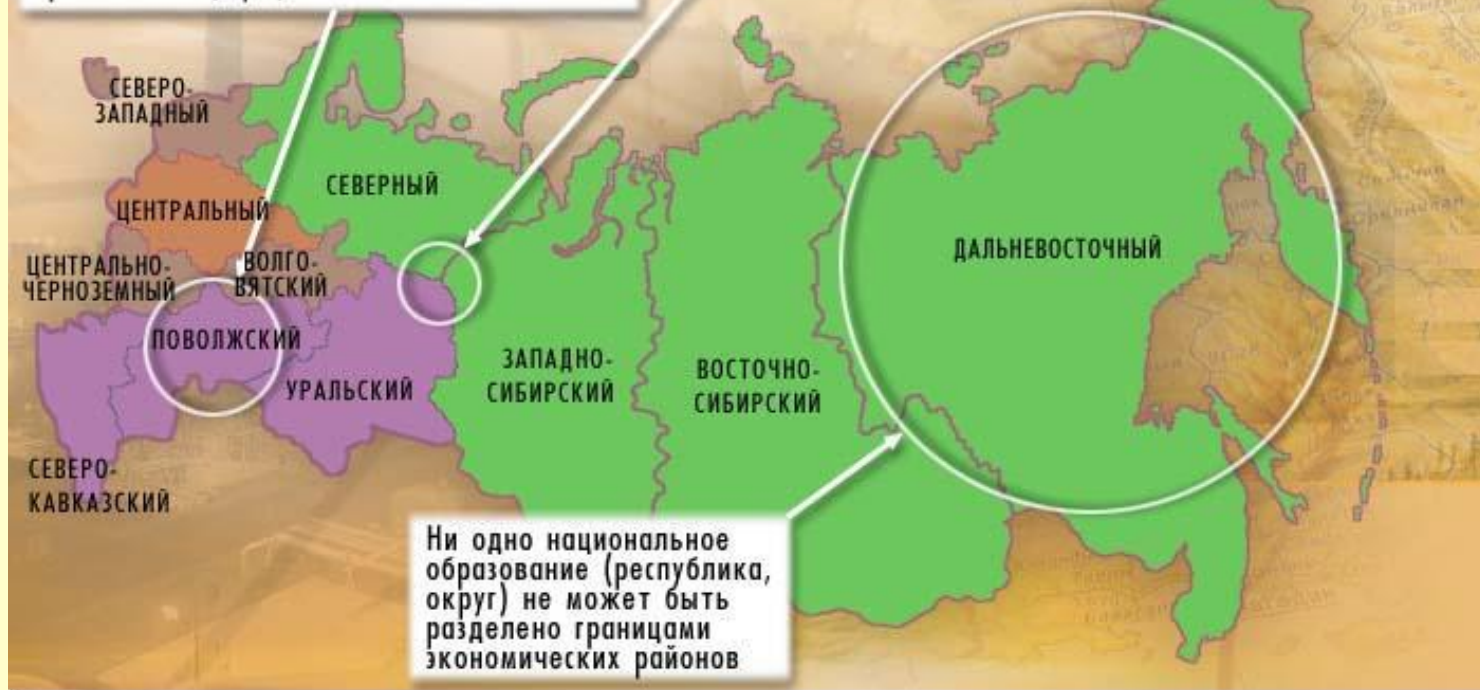 СЕВЕРО-
ЗАПАДНЫЙ
СЕВЕРНЫЙ
ЦЕНТРАЛЬНЫЙ
ЦЕНТРАЛЬНО-
ЧЕРНОЗЕМНЫЙ
ВОЛГО-
ВЯТСКИЙ
ДАЛЬНЕВОСТОЧНЫЙ
ПОВОЛЖСКИЙ
УРАЛЬСКИЙ
ЗАПАДНО-
СИБИРСКИЙ
ВОСТОЧНО-
СИБИРСКИЙ
СЕВЕРО-
КАВКАЗСКИЙ
Ни одно национальное
образование (республика,
округ) не может быть
разделено границами
экономических районов